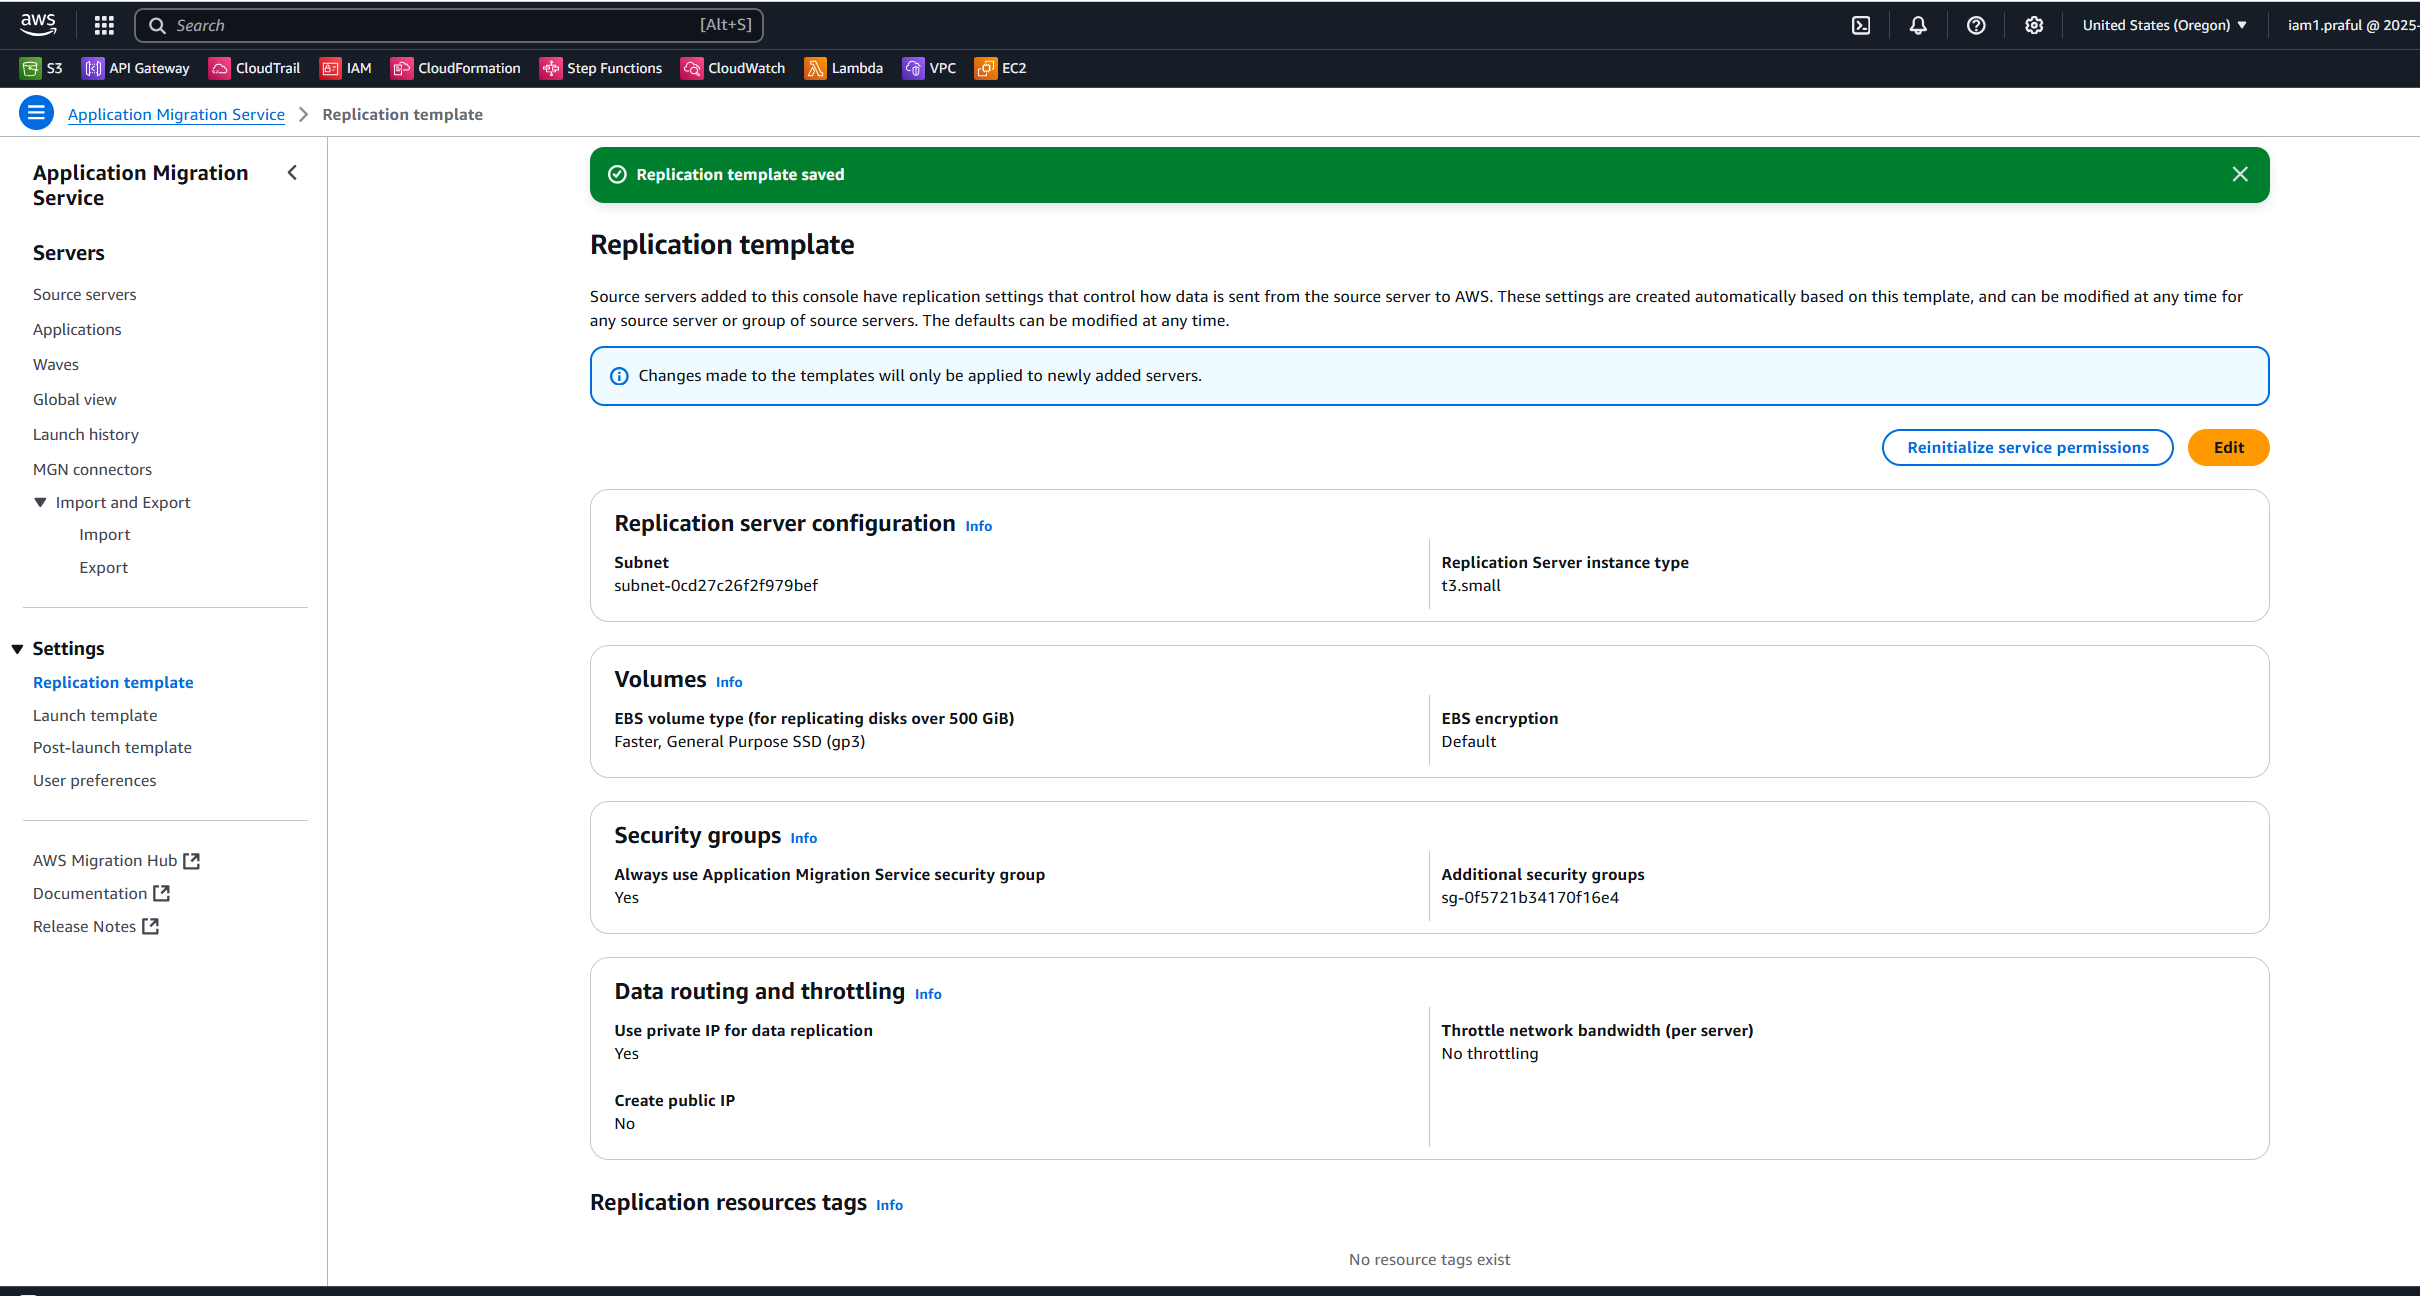 aws
Search [Alt+S]
United States (Oregon)
iam1.praful @ 2025-
S3
API Gateway
CloudTrail
IAM
CloudFormation
Step Functions
CloudWatch
Lambda
VPC
EC2
Application Migration Service > Replication template
Application Migration
Service
Servers
Source servers
Applications
Waves
Global view
Launch history
MGN connectors
Import and Export
Import
Export
Settings
Replication template
Launch template
Post-launch template
User preferences
AWS Migration Hub
Documentation
Release Notes
Replication template saved
Replication template
Source servers added to this console have replication settings that control how data is sent from the source server to AWS. These settings are created automatically based on this template, and can be modified at any time for
any source server or group of source servers. The defaults can be modified at any time.
Changes made to the templates will only be applied to newly added servers.
Reinitialize service permissions
Edit
Replication server configuration Info
Subnet
subnet-0cd27c26f2f979bef
Replication Server instance type
t3.small
Volumes Info
EBS volume type (for replicating disks over 500 GiB)
Faster, General Purpose SSD (gp3)
EBS encryption
Default
Security groups Info
Always use Application Migration Service security group
Yes
Additional security groups
sg-0f5721b34170f16e4
Data routing and throttling Info
Use private IP for data replication
Yes
Throttle network bandwidth (per server)
No throttling
Create public IP
No
Replication resources tags Info
No resource tags exist